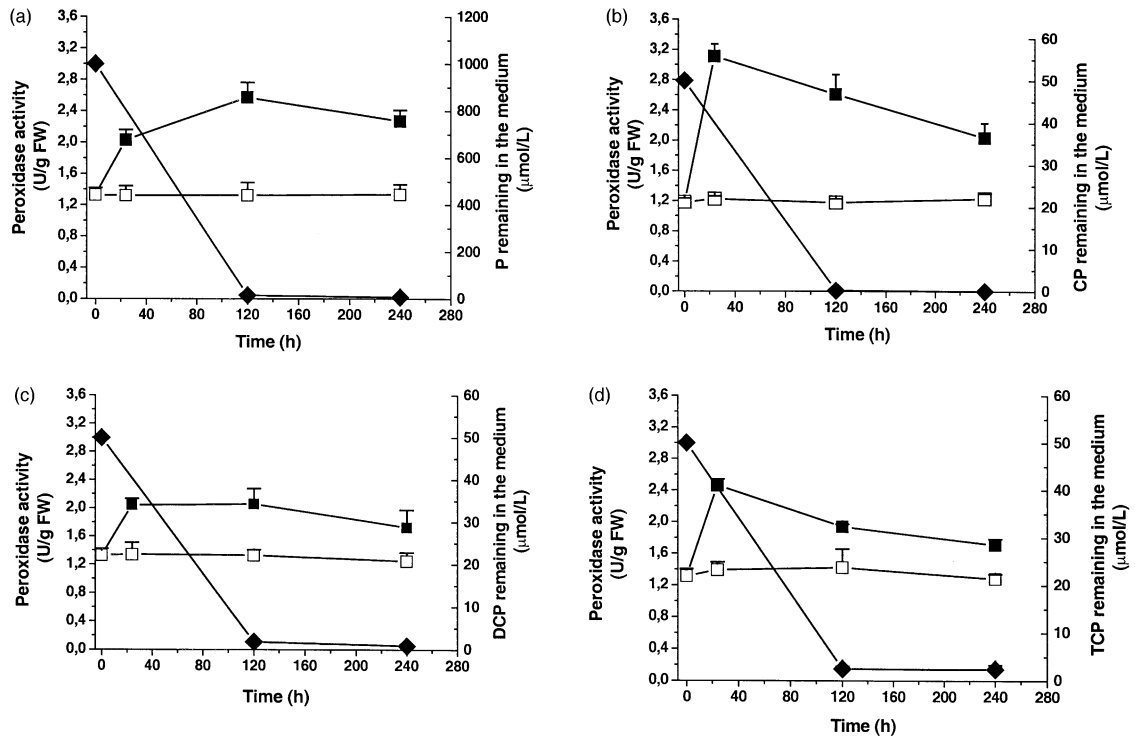 (a)
3,6
3,2
2,8
2,4
2,0
1,6
1,2
0,8
0,4
0,0
Peroxidase activity
(U/g FW)
1200
1000
800
600
400
200
0
P remaining in the medium
(μmol/L)
0 40 80 120 160 200 240 280
Time (h)
(b)
3,6
3,2
2,8
2,4
2,0
1,6
1,2
0,8
0,4
0,0
Peroxidase activity
(U/g FW)
60
50
40
30
20
10
0
CP remaining in the medium
(μmol/L)
0 40 80 120 160 200 240 280
Time (h)
(c)
3,6
3,2
2,8
2,4
2,0
1,6
1,2
0,8
0,4
0,0
Peroxidase activity
(U/g FW)
60
50
40
30
20
10
0
DCP remaining in the medium
(μmol/L)
0 40 80 120 160 200 240 280
Time (h)
(d)
3,6
3,2
2,8
2,4
2,0
1,6
1,2
0,8
0,4
0,0
Peroxidase activity
(U/g FW)
60
50
40
30
20
10
0
TCP remaining in the medium
(μmol/L)
0 40 80 120 160 200 240 280
Time (h)